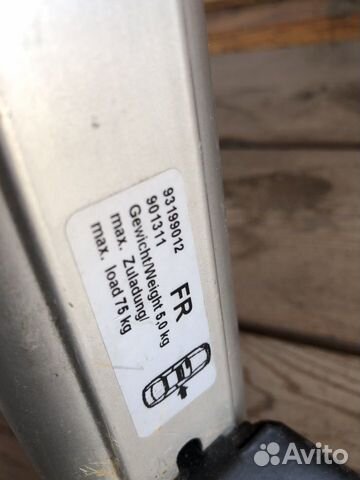 93199012
901311
Gewicht/Weight 5,0 kg
max. Zuladung/
max. load 75 kg
FR
Avito